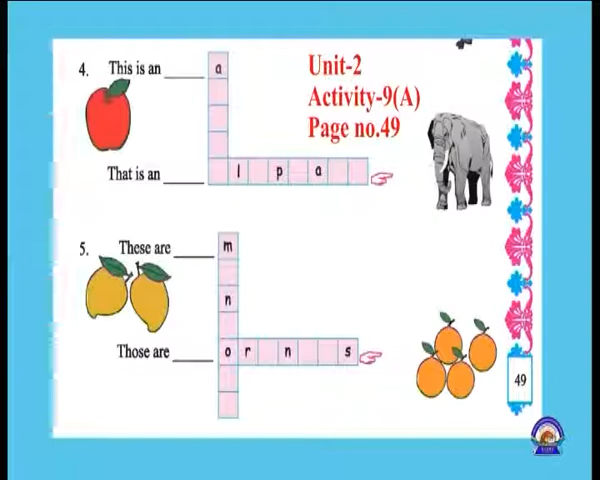 4. This is an ______ a
Unit-2
Activity-9(A)
Page no.49
That is an ______ l p a
5. These are ______ m
n
Those are ______ o r n s
49